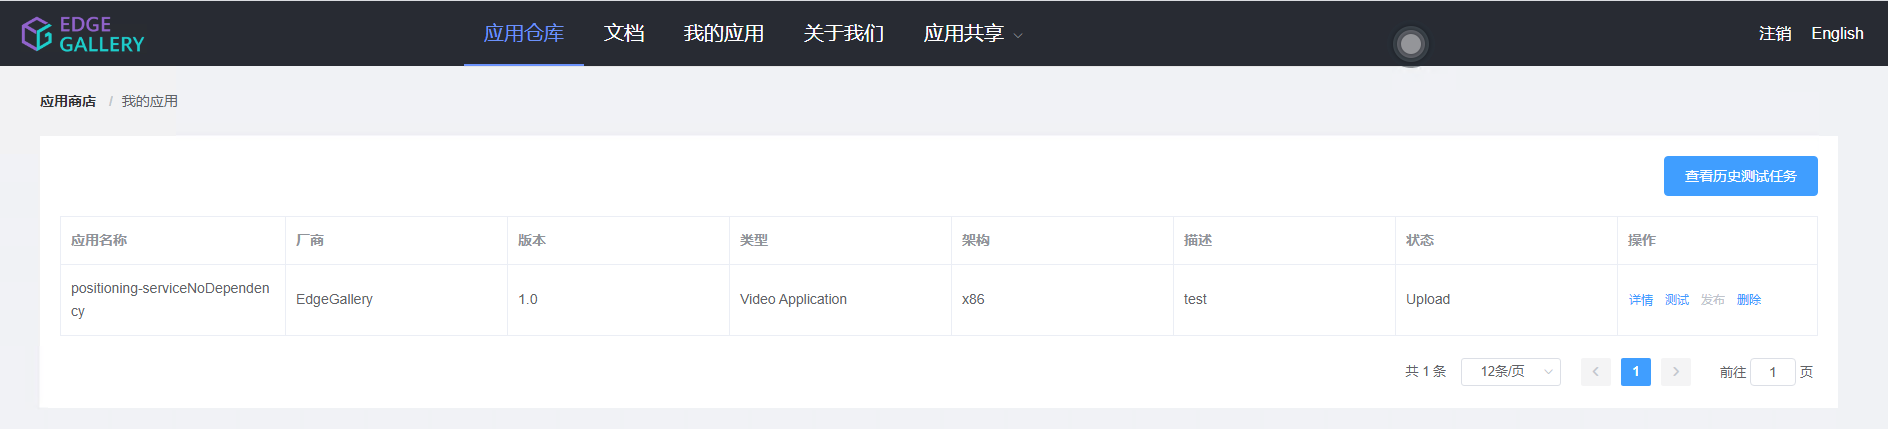 EDGE
GALLERY
应用仓库 文档 我的应用 关于我们 应用共享
注销 English
应用商店 / 我的应用
查看历史测试任务
应用名称 厂商 版本 类型 架构 描述 状态 操作
positioning-serviceNoDependen
cy
EdgeGallery 1.0 Video Application x86 test Upload 详情 测试 发布 删除
共 1 条 12条/页 1 前往 1 页